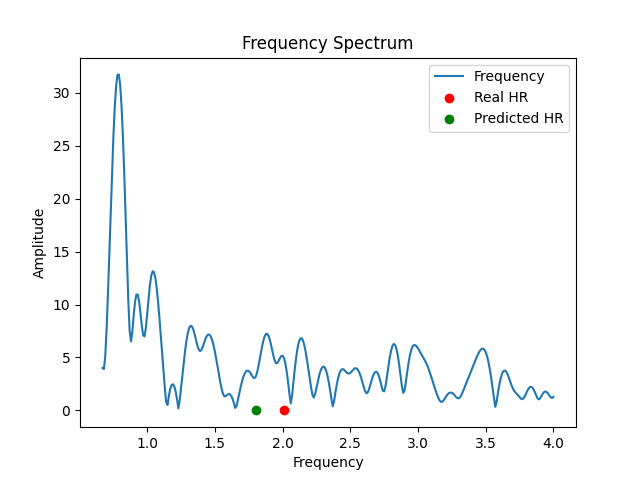 Frequency Spectrum
Frequency
Real HR
Predicted HR
Amplitude
30
25
20
15
10
5
0
1.0 1.5 2.0 2.5 3.0 3.5 4.0
Frequency